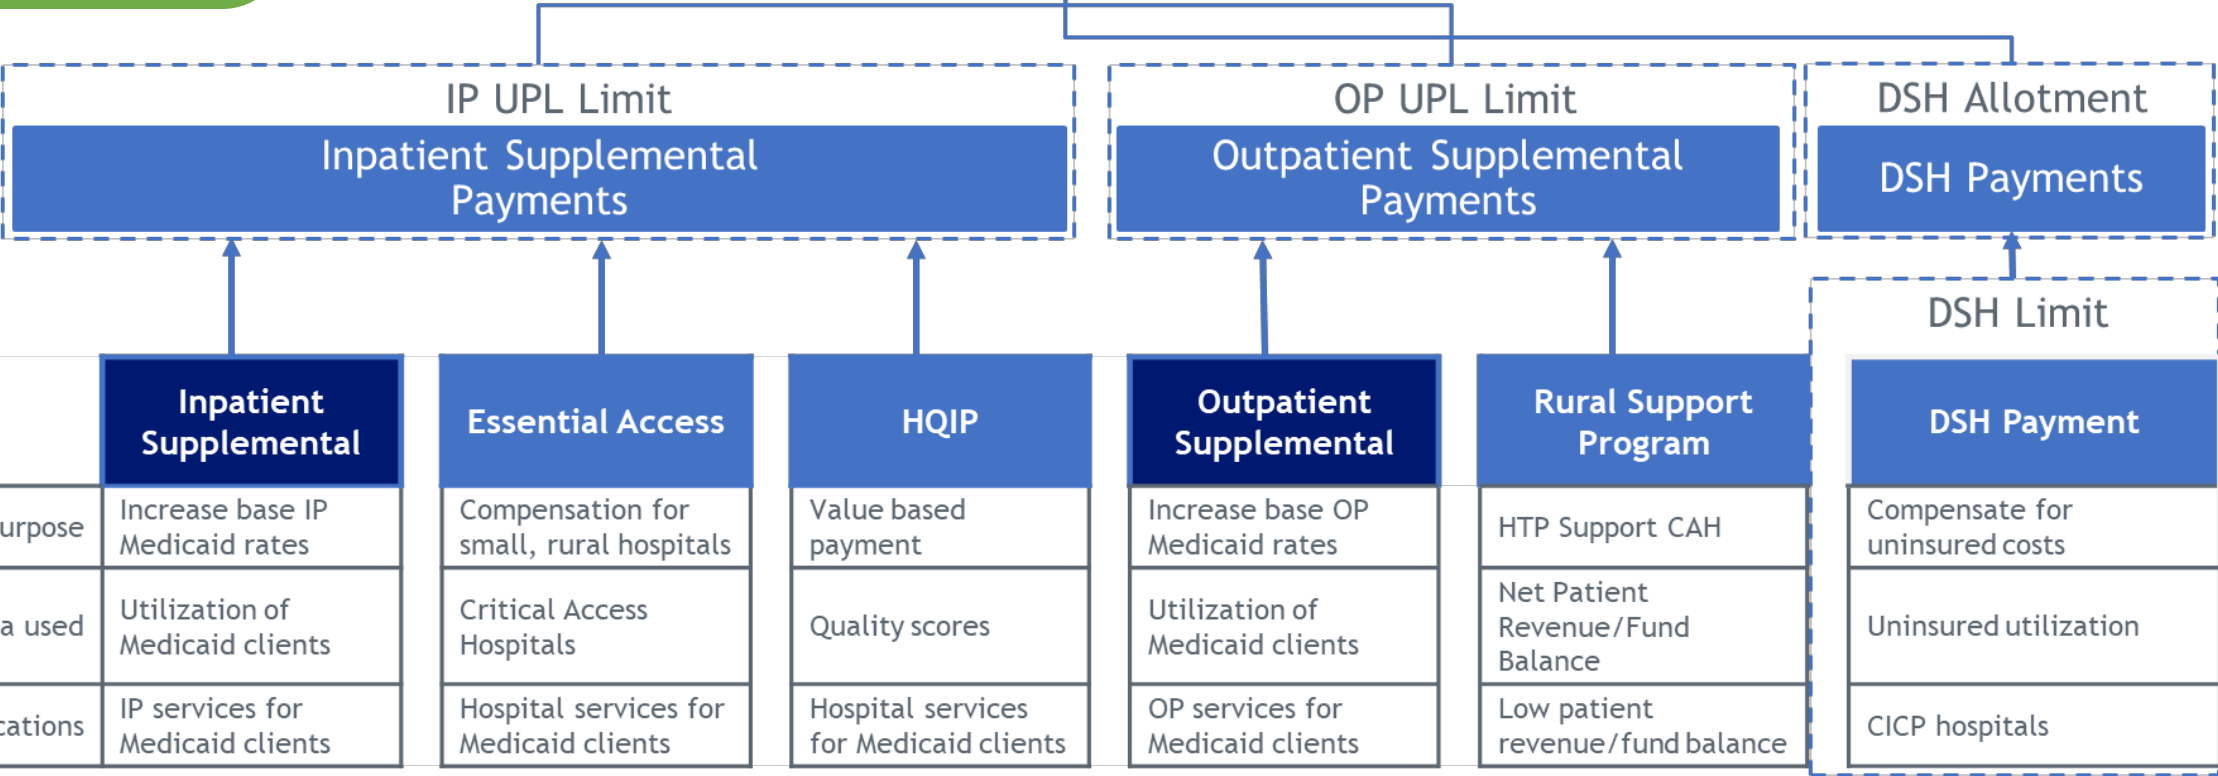 IP UPL Limit
Inpatient Supplemental
Payments
OP UPL Limit
Outpatient Supplemental
Payments
DSH Allotment
DSH Payments
DSH Limit
Inpatient
Supplemental
Essential Access
HQIP
Outpatient
Supplemental
Rural Support
Program
DSH Payment
urpose
Increase base IP
Medicaid rates
Compensation for
small, rural hospitals
Value based
payment
Increase base OP
Medicaid rates
HTP Support CAH
Compensate for
uninsured costs
a used
Utilization of
Medicaid clients
Critical Access
Hospitals
Quality scores
Utilization of
Medicaid clients
Net Patient
Revenue/Fund
Balance
Uninsured utilization
cations
IP services for
Medicaid clients
Hospital services for
Medicaid clients
Hospital services
for Medicaid clients
OP services for
Medicaid clients
Low patient
revenue/fund balance
CICP hospitals